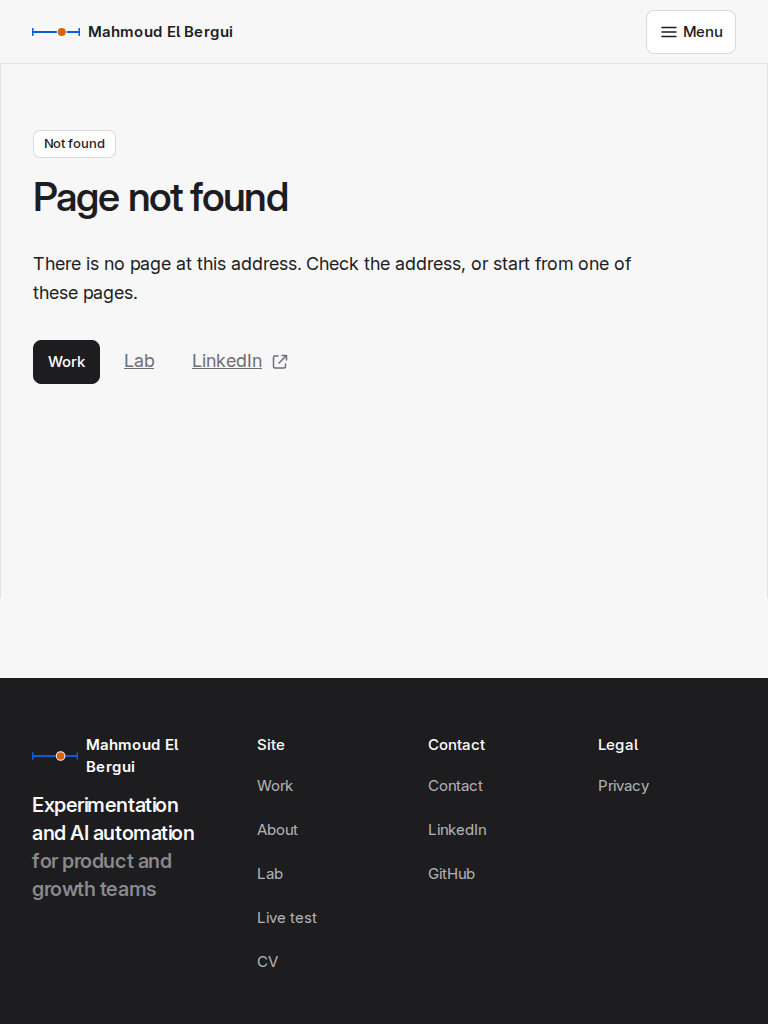 Mahmoud El Bergui
Menu
Not found
Page not found
There is no page at this address. Check the address, or start from one of
these pages.
Work
Lab
LinkedIn
Mahmoud El
Bergui
Experimentation
and AI automation
for product and
growth teams
Site
Work
About
Lab
Live test
CV
Contact
Contact
LinkedIn
GitHub
Legal
Privacy